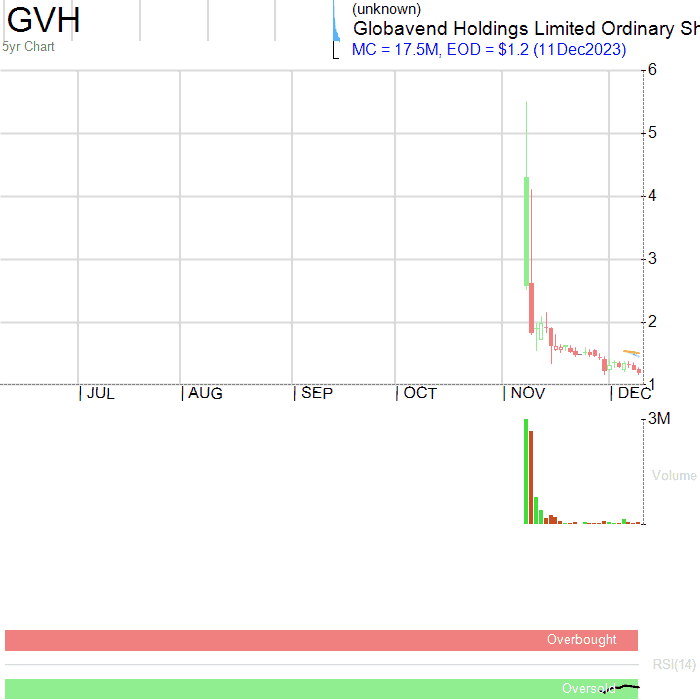 GVH
5yr Chart
(unknown)
Globavend Holdings Limited Ordinary Sh
MC = 17.5M, EOD = $1.2 (11Dec2023)
6
5
4
3
2
1
JUL
AUG
SEP
OCT
NOV
DEC
3M
Volume
Overbought
RSI(14)
Oversold